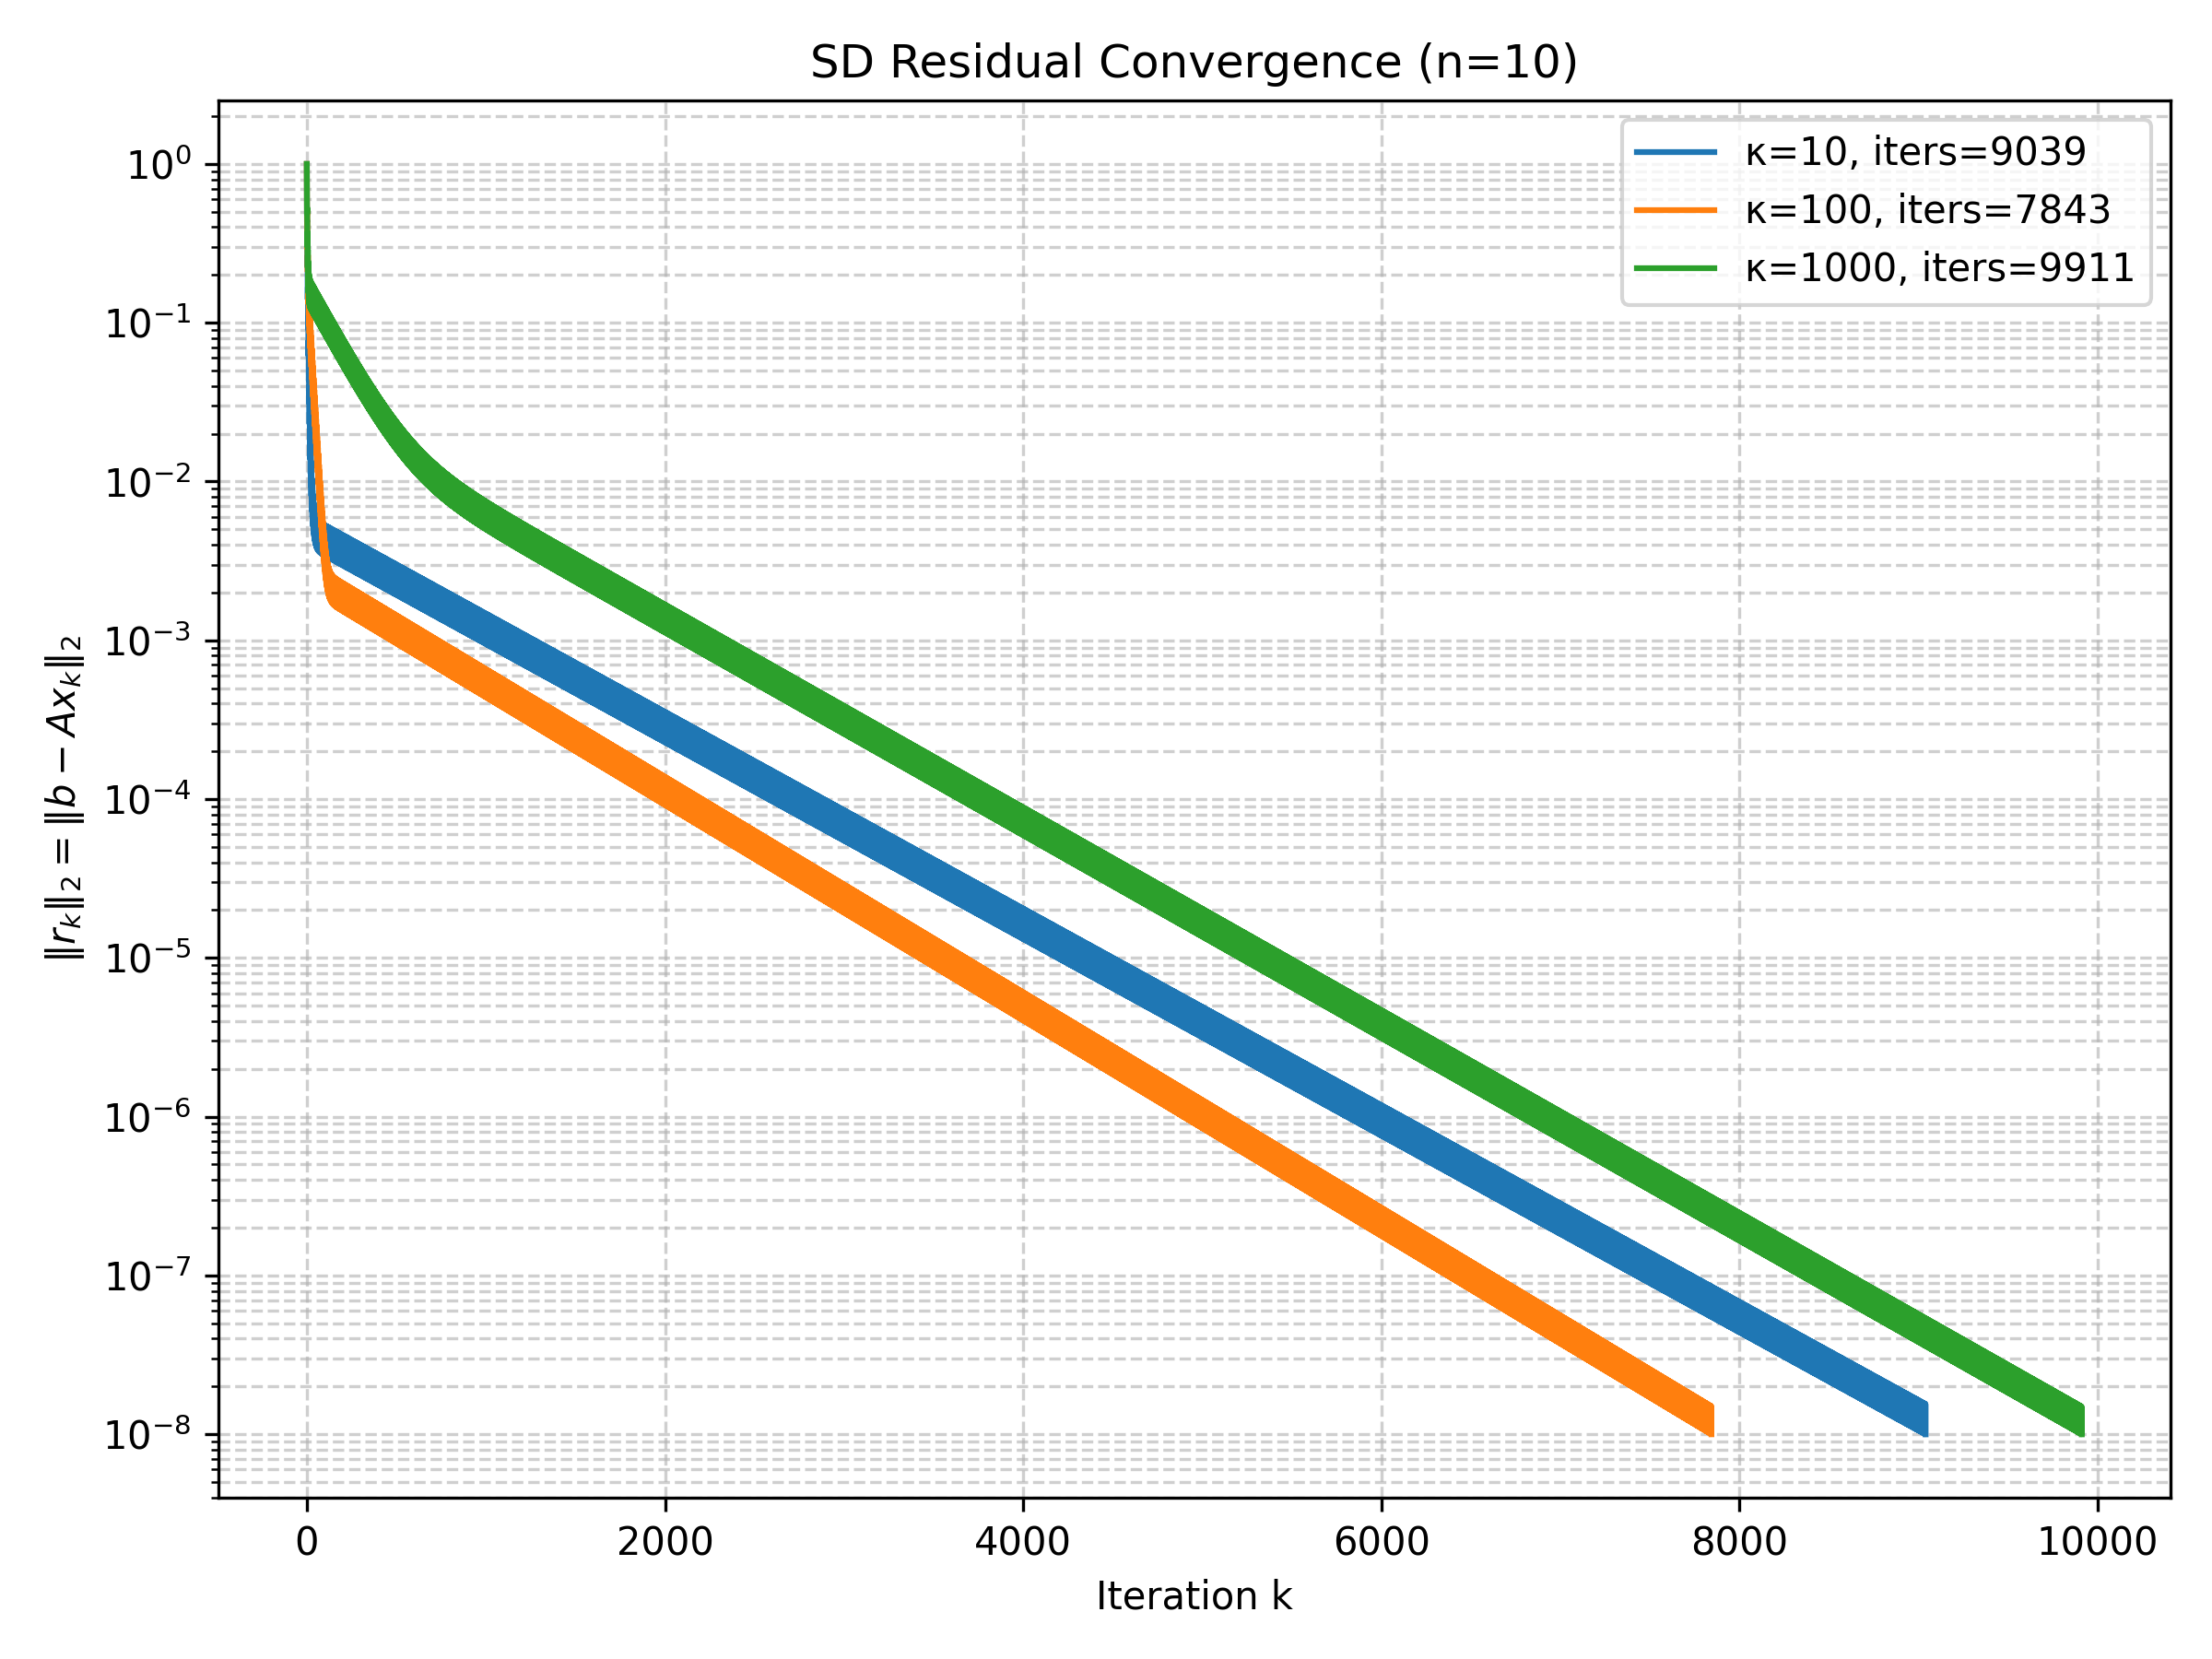 SD Residual Convergence (n=10)
κ=10, iters=9039
κ=100, iters=7843
κ=1000, iters=9911
‖r_k‖₂ = ‖b − Ax_k‖₂
10⁰
10⁻¹
10⁻²
10⁻³
10⁻⁴
10⁻⁵
10⁻⁶
10⁻⁷
10⁻⁸
0 2000 4000 6000 8000 10000
Iteration k